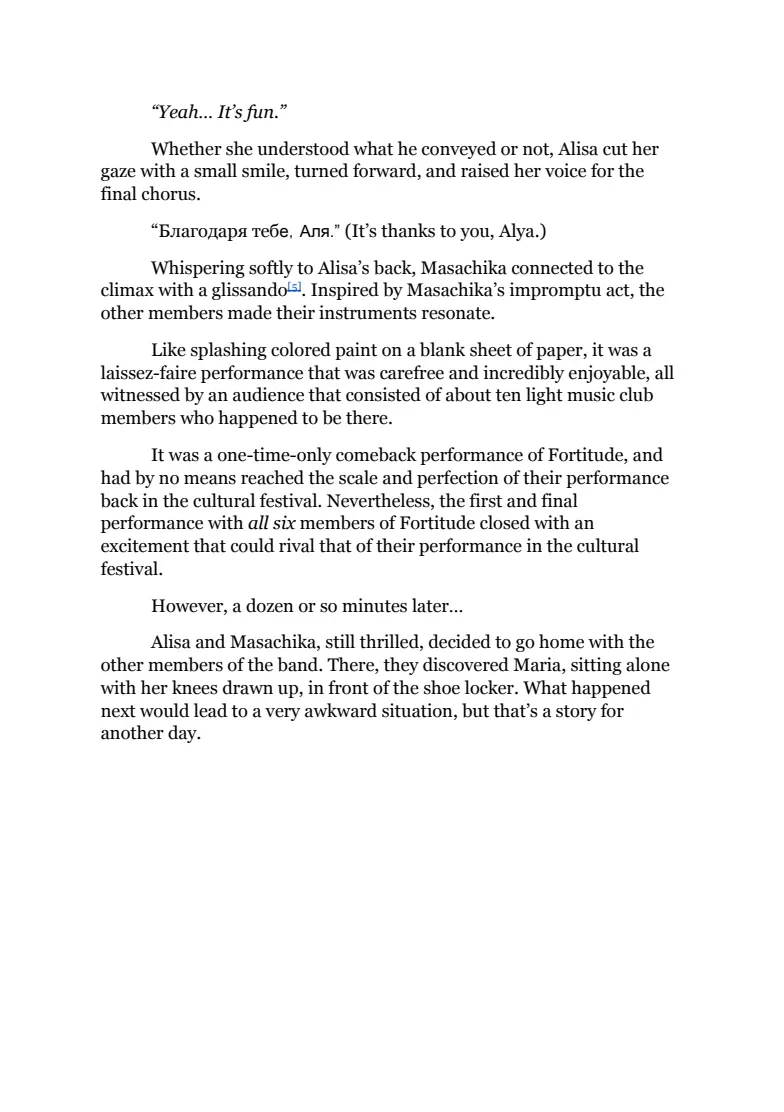 “Yeah… It’s fun.”
Whether she understood what he conveyed or not, Alisa cut her
gaze with a small smile, turned forward, and raised her voice for the
final chorus.
“Благодаря тебе, Аля.” (It’s thanks to you, Alya.)
Whispering softly to Alisa’s back, Masachika connected to the
climax with a glissando[5]. Inspired by Masachika’s impromptu act, the
other members made their instruments resonate.
Like splashing colored paint on a blank sheet of paper, it was a
laissez-faire performance that was carefree and incredibly enjoyable, all
witnessed by an audience that consisted of about ten light music club
members who happened to be there.
It was a one-time-only comeback performance of Fortitude, and
had by no means reached the scale and perfection of their performance
back in the cultural festival. Nevertheless, the first and final
performance with all six members of Fortitude closed with an
excitement that could rival that of their performance in the cultural
festival.
However, a dozen or so minutes later…
Alisa and Masachika, still thrilled, decided to go home with the
other members of the band. There, they discovered Maria, sitting alone
with her knees drawn up, in front of the shoe locker. What happened
next would lead to a very awkward situation, but that’s a story for
another day.